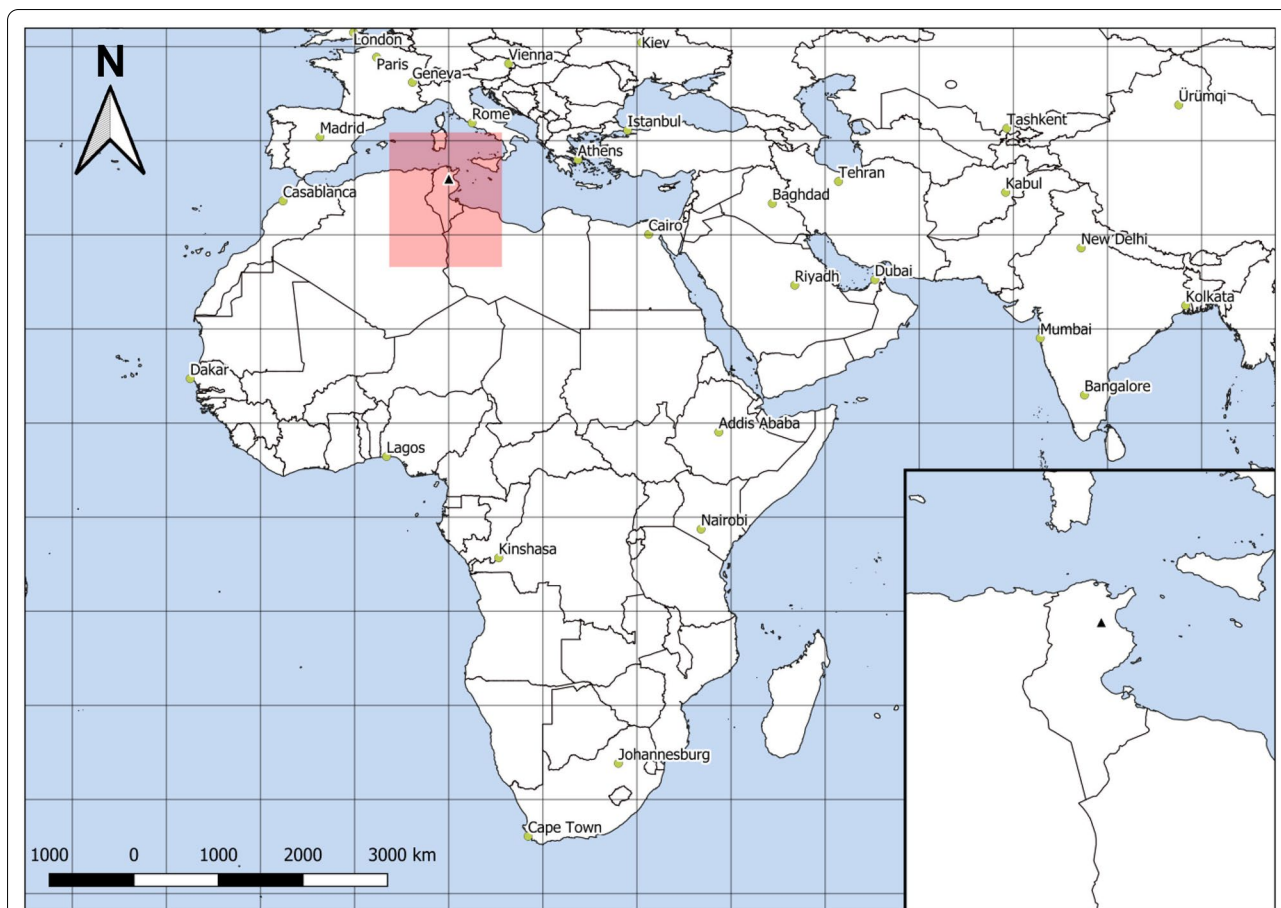 London
Kiev
N
Vienna
Paris
Geneva
Ürümqi
Rome
Istanbul
Tashkent
Madrid
Athens
Tehran
Kabul
Casablanca
Baghdad
Cairo
New Delhi
Riyadh
Dubai
Kolkata
Mumbai
Dakar
Bangalore
Addis Ababa
Lagos
Nairobi
Kinshasa
Johannesburg
Cape Town
1000 0 1000 2000 3000 km